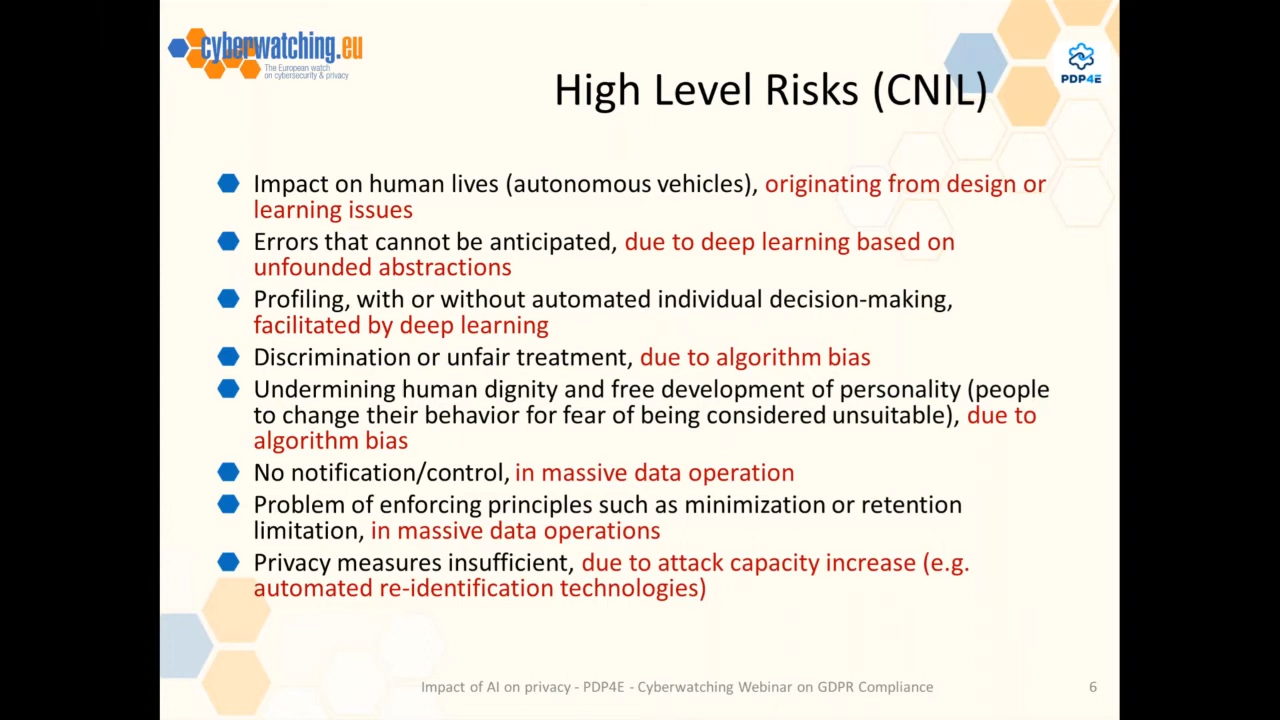 cyberwatching.eu
The European watch
on cybersecurity & privacy
PDP4E
High Level Risks (CNIL)
Impact on human lives (autonomous vehicles), originating from design or
learning issues
Errors that cannot be anticipated, due to deep learning based on
unfounded abstractions
Profiling, with or without automated individual decision-making,
facilitated by deep learning
Discrimination or unfair treatment, due to algorithm bias
Undermining human dignity and free development of personality (people
to change their behavior for fear of being considered unsuitable), due to
algorithm bias
No notification/control, in massive data operation
Problem of enforcing principles such as minimization or retention
limitation, in massive data operations
Privacy measures insufficient, due to attack capacity increase (e.g.
automated re-identification technologies)
Impact of AI on privacy - PDP4E - Cyberwatching Webinar on GDPR Compliance
6